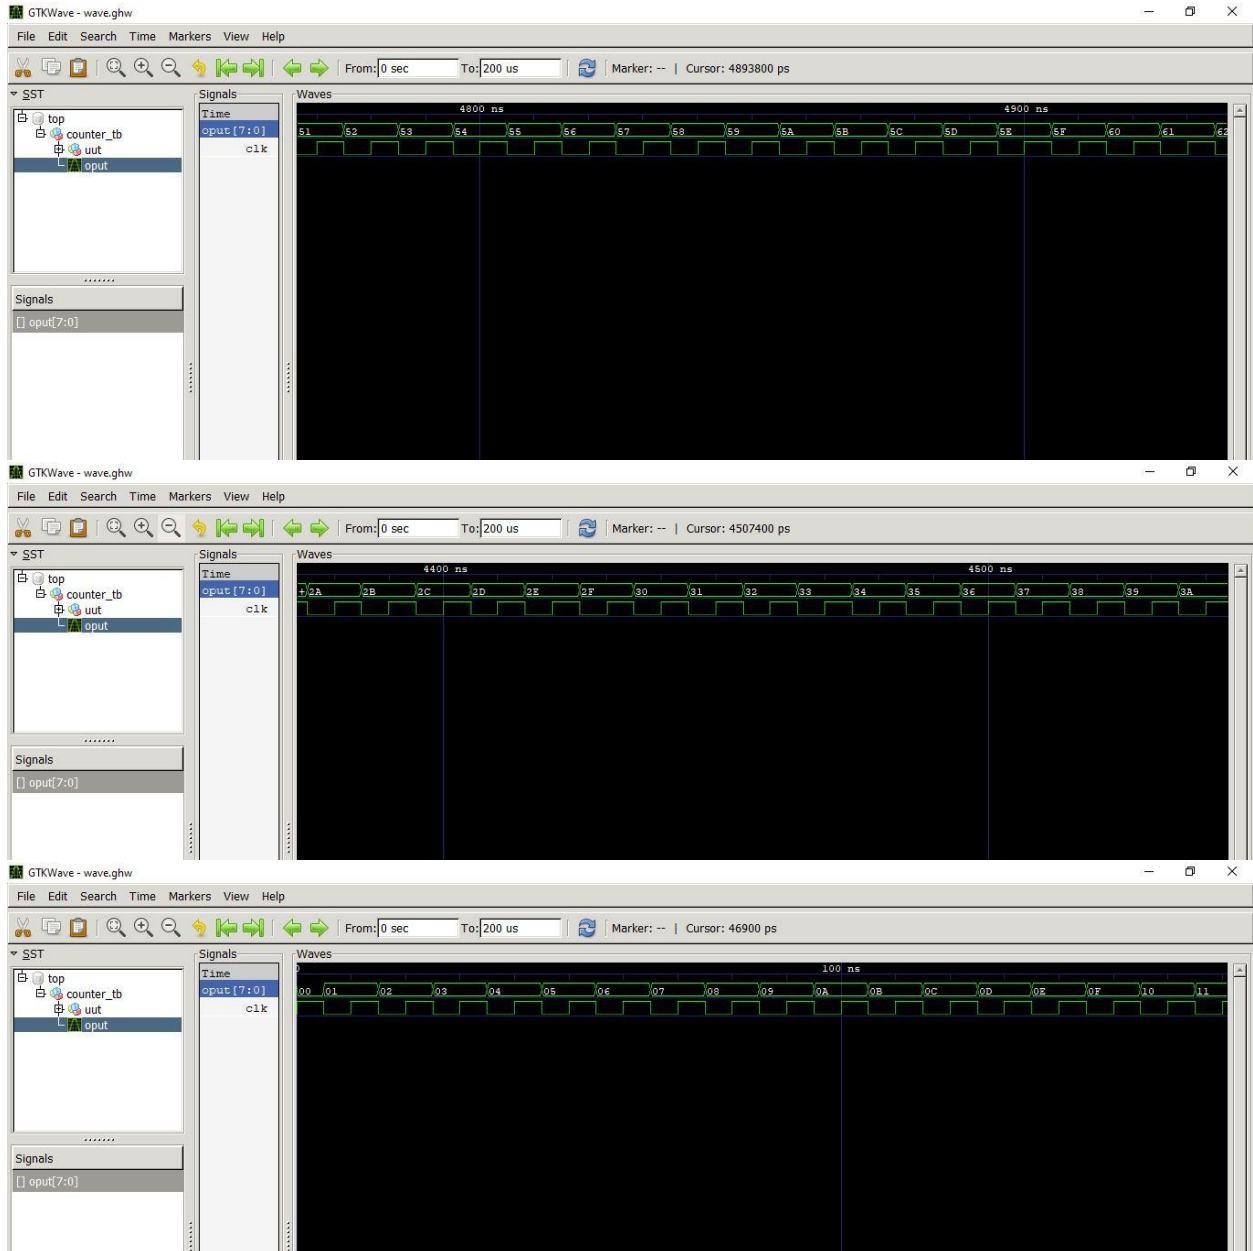 GTKWave - wave.ghw
File Edit Search Time Markers View Help
From: 0 sec To: 200 us Marker: -- | Cursor: 4893800 ps
SST Signals Waves
Time 4800 ns 4900 ns
top
oput[7:0] 51 52 53 54 55 56 57 58 59 5A 5B 5C 5D 5E 5F 60 61 62
counter_tb
clk
uut
oput
Signals
[] oput[7:0]
GTKWave - wave.ghw
File Edit Search Time Markers View Help
From: 0 sec To: 200 us Marker: -- | Cursor: 4507400 ps
SST Signals Waves
Time 4400 ns 4500 ns
top
oput[7:0] + 2A 2B 2C 2D 2E 2F 30 31 32 33 34 35 36 37 38 39 3A
counter_tb
clk
uut
oput
Signals
[] oput[7:0]
GTKWave - wave.ghw
File Edit Search Time Markers View Help
From: 0 sec To: 200 us Marker: -- | Cursor: 46900 ps
SST Signals Waves
Time 100 ns
top
oput[7:0] 00 01 02 03 04 05 06 07 08 09 0A 0B 0C 0D 0E 0F 10 11
counter_tb
clk
uut
oput
Signals
[] oput[7:0]